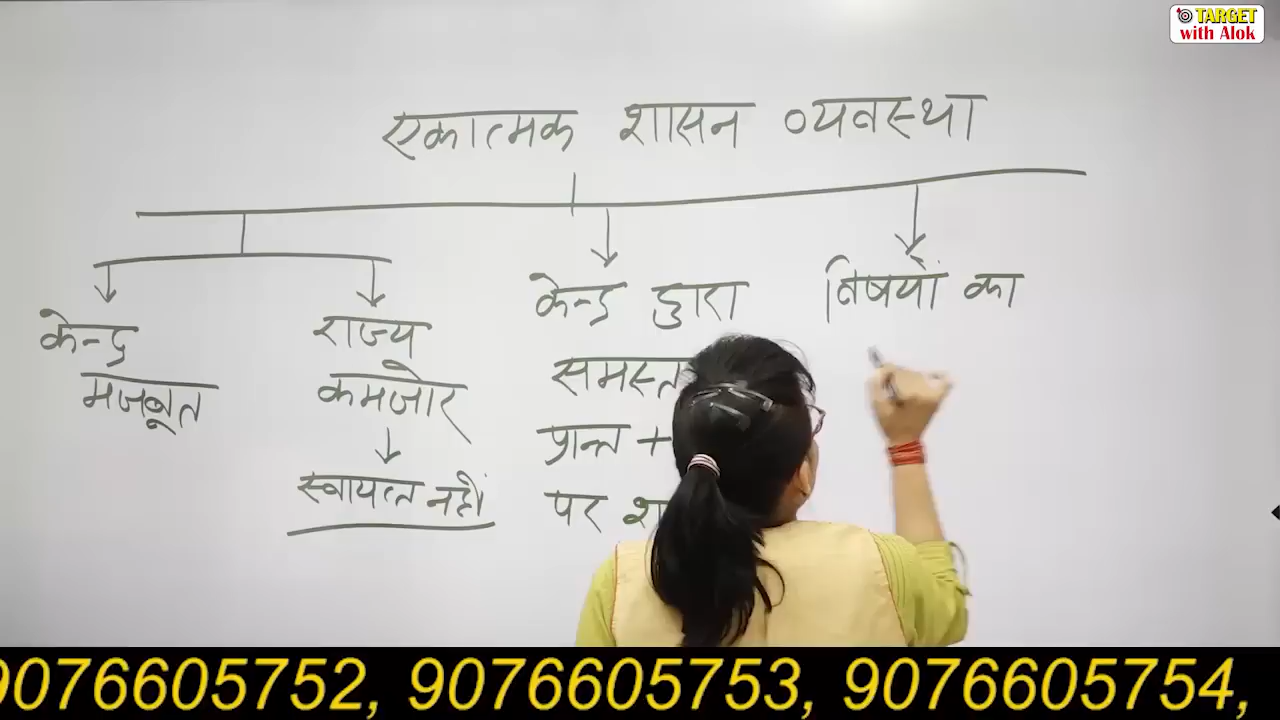 TARGET
with Alok
एकात्मक शासन व्यवस्था
केन्द्र
मजबूत
राज्य
कमजोर
स्वायत्त नहीं
केन्द्र द्वारा
समस्त
प्रान्त +
पर
विषयों का
9076605752, 9076605753, 9076605754,